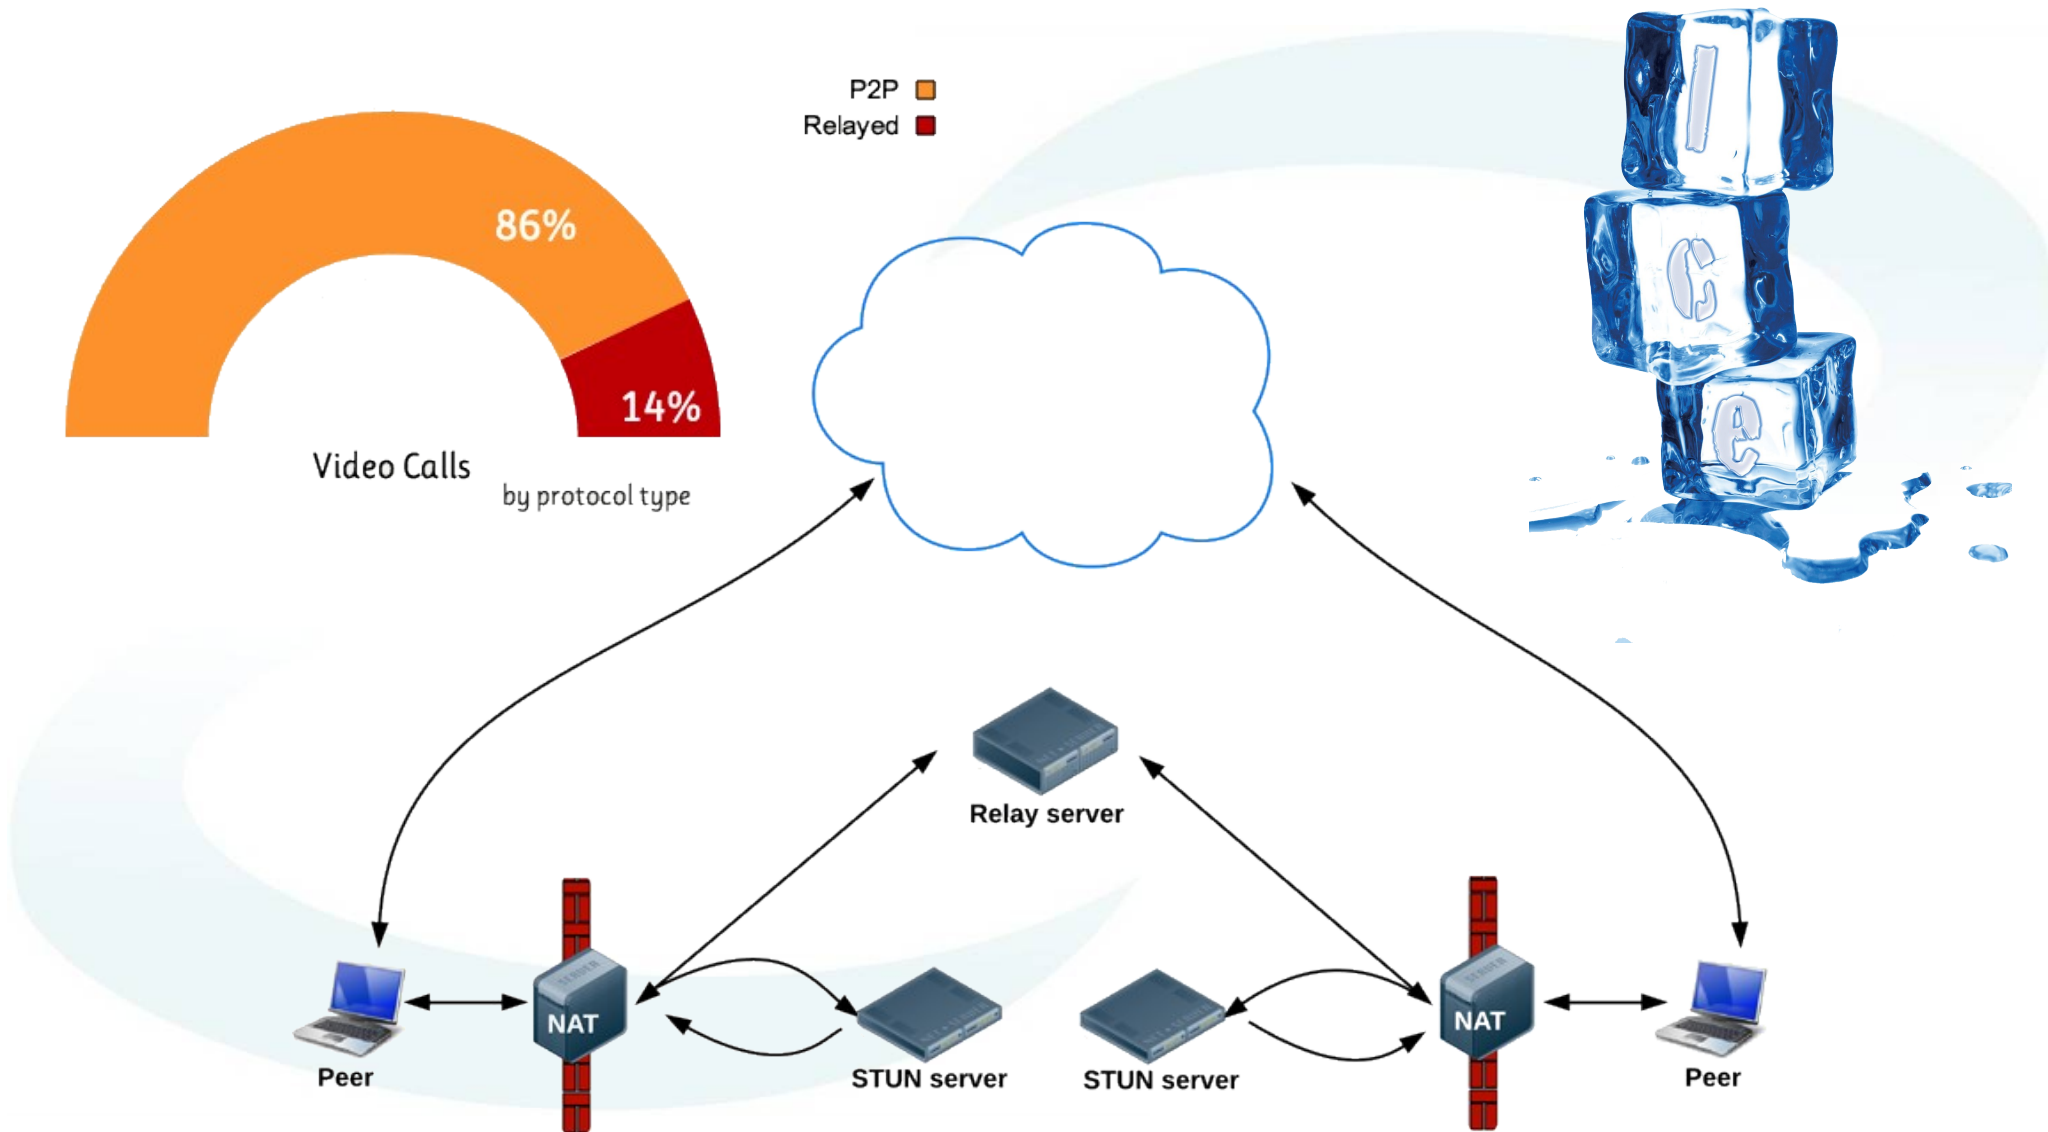 P2P
Relayed
86%
14%
Video Calls
by protocol type
I
C
e
Relay server
NAT
NAT
Peer
STUN server
STUN server
Peer